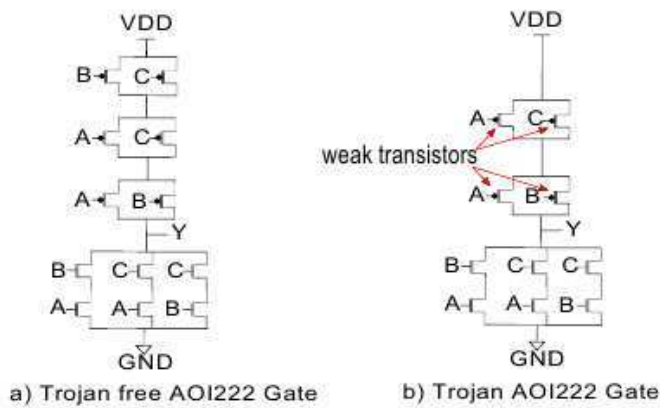 VDD
B C
A C
A B
Y
B C C
A A B
GND
a) Trojan free AOI222 Gate
VDD
A C
weak transistors
A B
Y
B C C
A A B
GND
b) Trojan AOI222 Gate